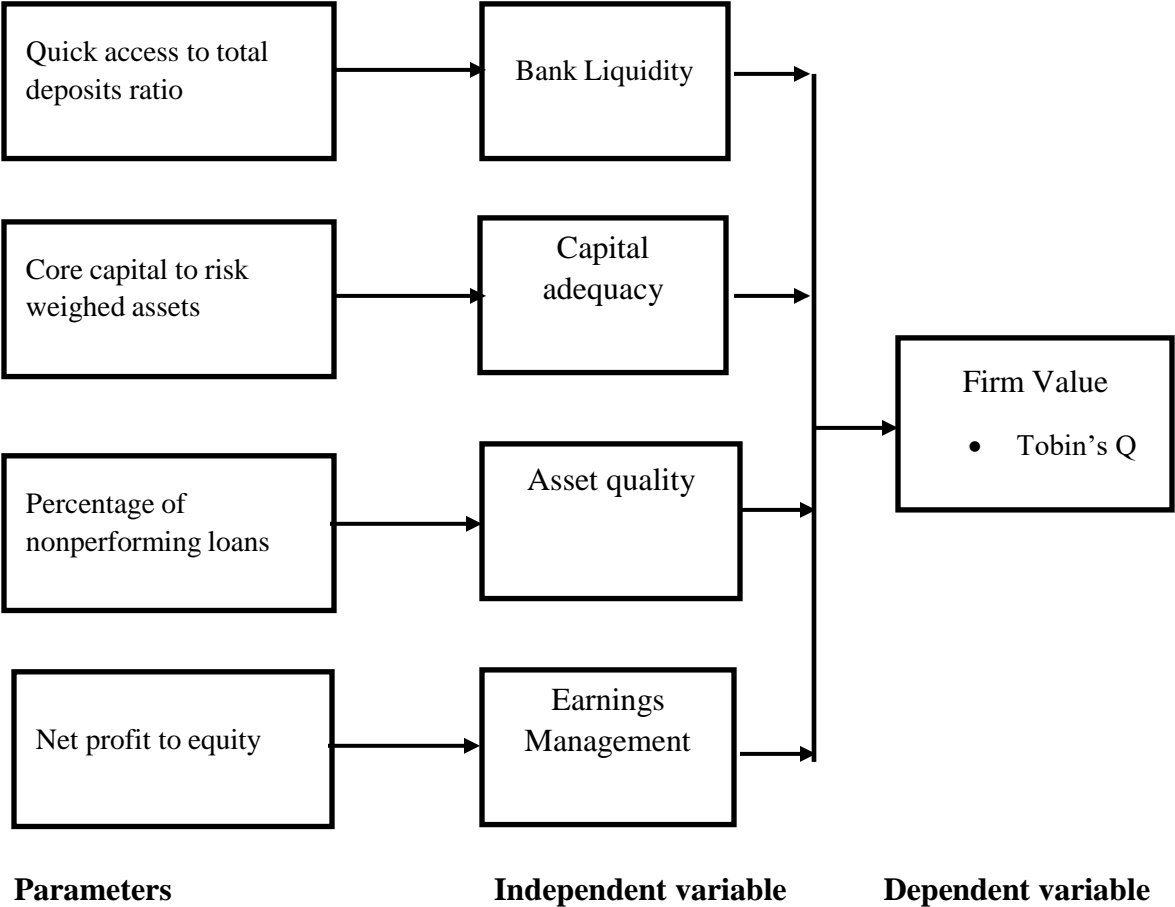 Quick access to total
deposits ratio
Bank Liquidity
Core capital to risk
weighed assets
Capital
adequacy
Firm Value
• Tobin’s Q
Percentage of
nonperforming loans
Asset quality
Net profit to equity
Earnings
Management
Parameters
Independent variable
Dependent variable